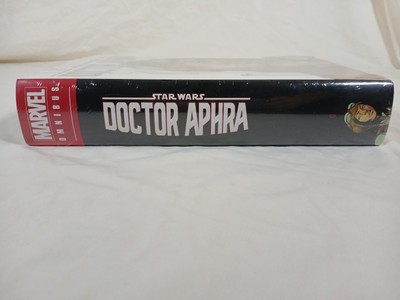 MARVEL
OMNIBUS
STAR WARS
DOCTOR APHRA